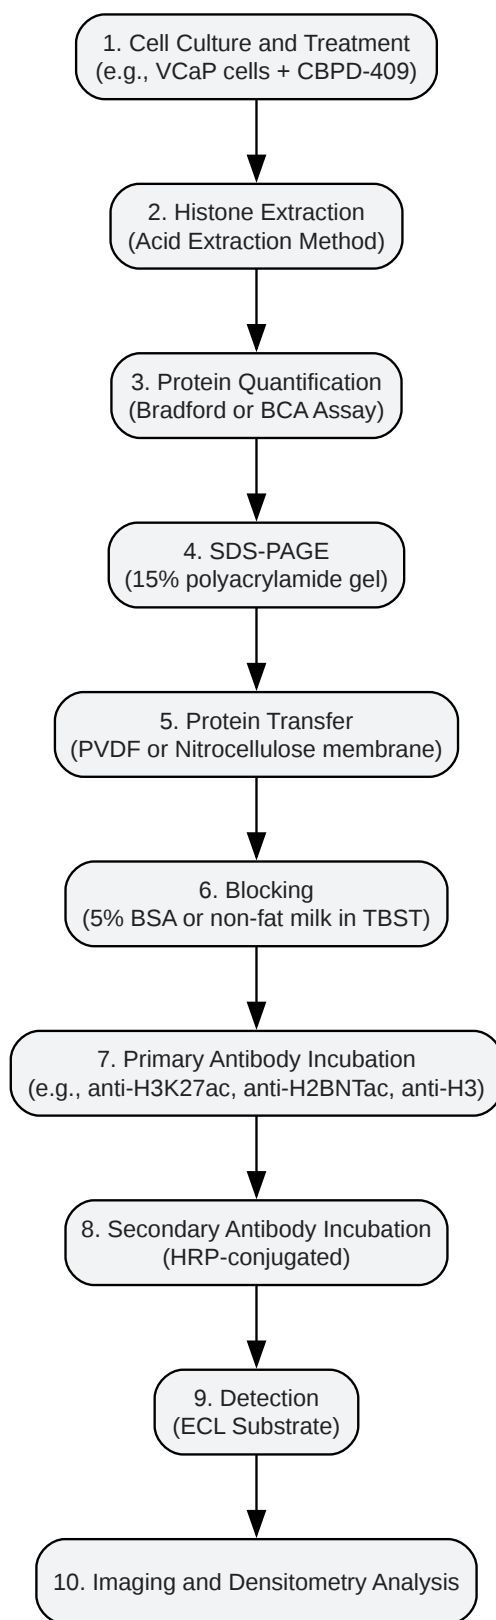 1. Cell Culture and Treatment
(e.g., VCaP cells + CBPD-409)
2. Histone Extraction
(Acid Extraction Method)
3. Protein Quantification
(Bradford or BCA Assay)
4. SDS-PAGE
(15% polyacrylamide gel)
5. Protein Transfer
(PVDF or Nitrocellulose membrane)
6. Blocking
(5% BSA or non-fat milk in TBST)
7. Primary Antibody Incubation
(e.g., anti-H3K27ac, anti-H2BNTac, anti-H3)
8. Secondary Antibody Incubation
(HRP-conjugated)
9. Detection
(ECL Substrate)
10. Imaging and Densitometry Analysis